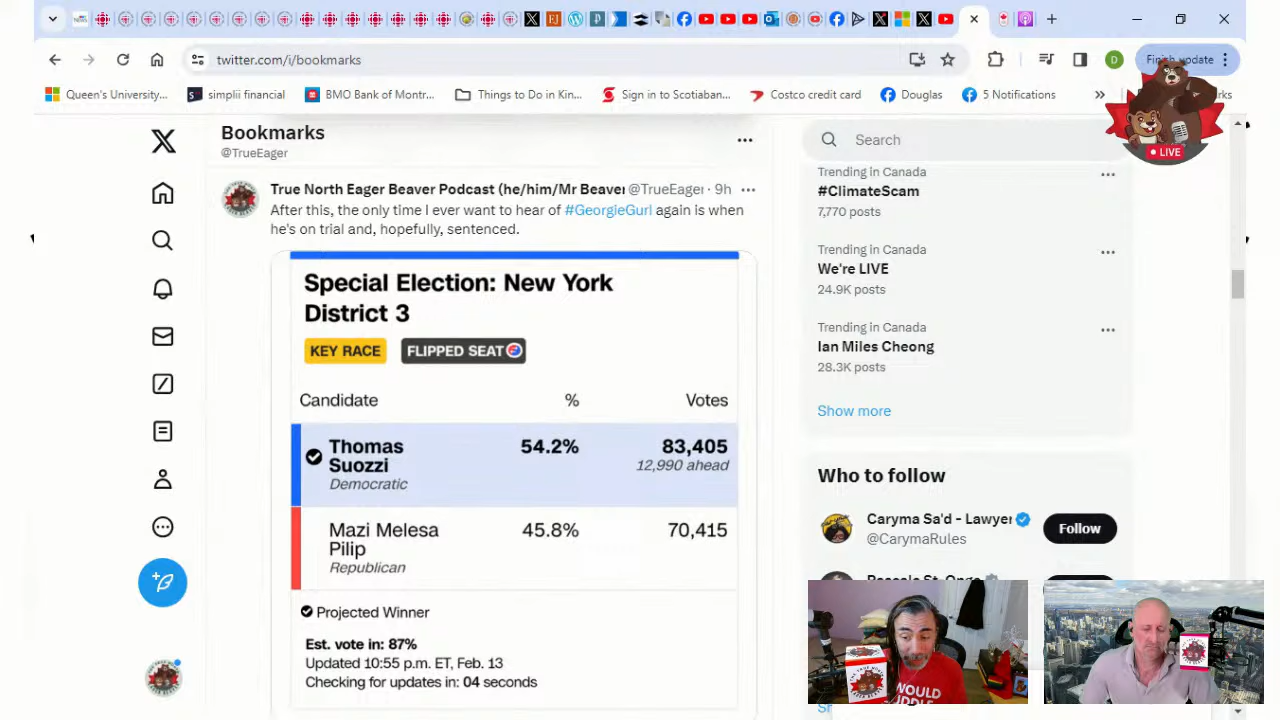 Finish update
twitter.com/i/bookmarks
Queen's University...
simplii financial
BMO Bank of Montr...
Things to Do in Kin...
Sign in to Scotiaban...
Costco credit card
Douglas
5 Notifications
LIVE
Bookmarks
@TrueEager
Search
True North Eager Beaver Podcast (he/him/Mr Beaver @TrueEager · 9h
After this, the only time I ever want to hear of #GeorgieGurl again is when
he's on trial and, hopefully, sentenced.
Special Election: New York
District 3
KEY RACE
FLIPPED SEAT
Candidate % Votes
Thomas
Suozzi
Democratic
54.2%
83,405
12,990 ahead
Mazi Melesa
Pilip
Republican
45.8%
70,415
Projected Winner
Est. vote in: 87%
Updated 10:55 p.m. ET, Feb. 13
Checking for updates in: 04 seconds
Trending in Canada
#ClimateScam
7,770 posts
Trending in Canada
We're LIVE
24.9K posts
Trending in Canada
Ian Miles Cheong
28.3K posts
Show more
Who to follow
Caryma Sa'd - Lawyer
@CarymaRules
Follow
WOULD